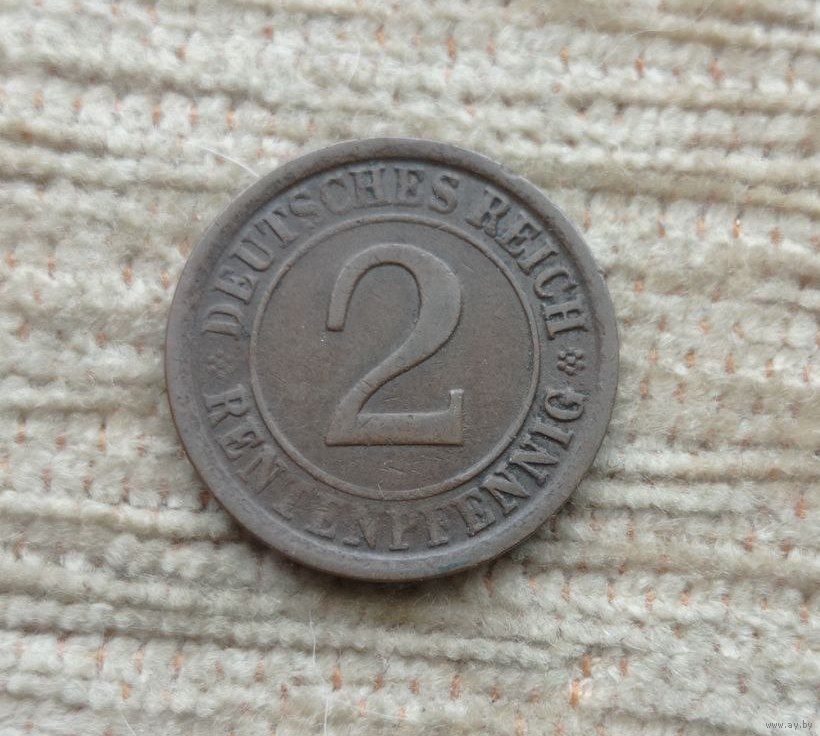 DEUTSCHES REICH
2
RENTENPFENNIG
www.ay.by